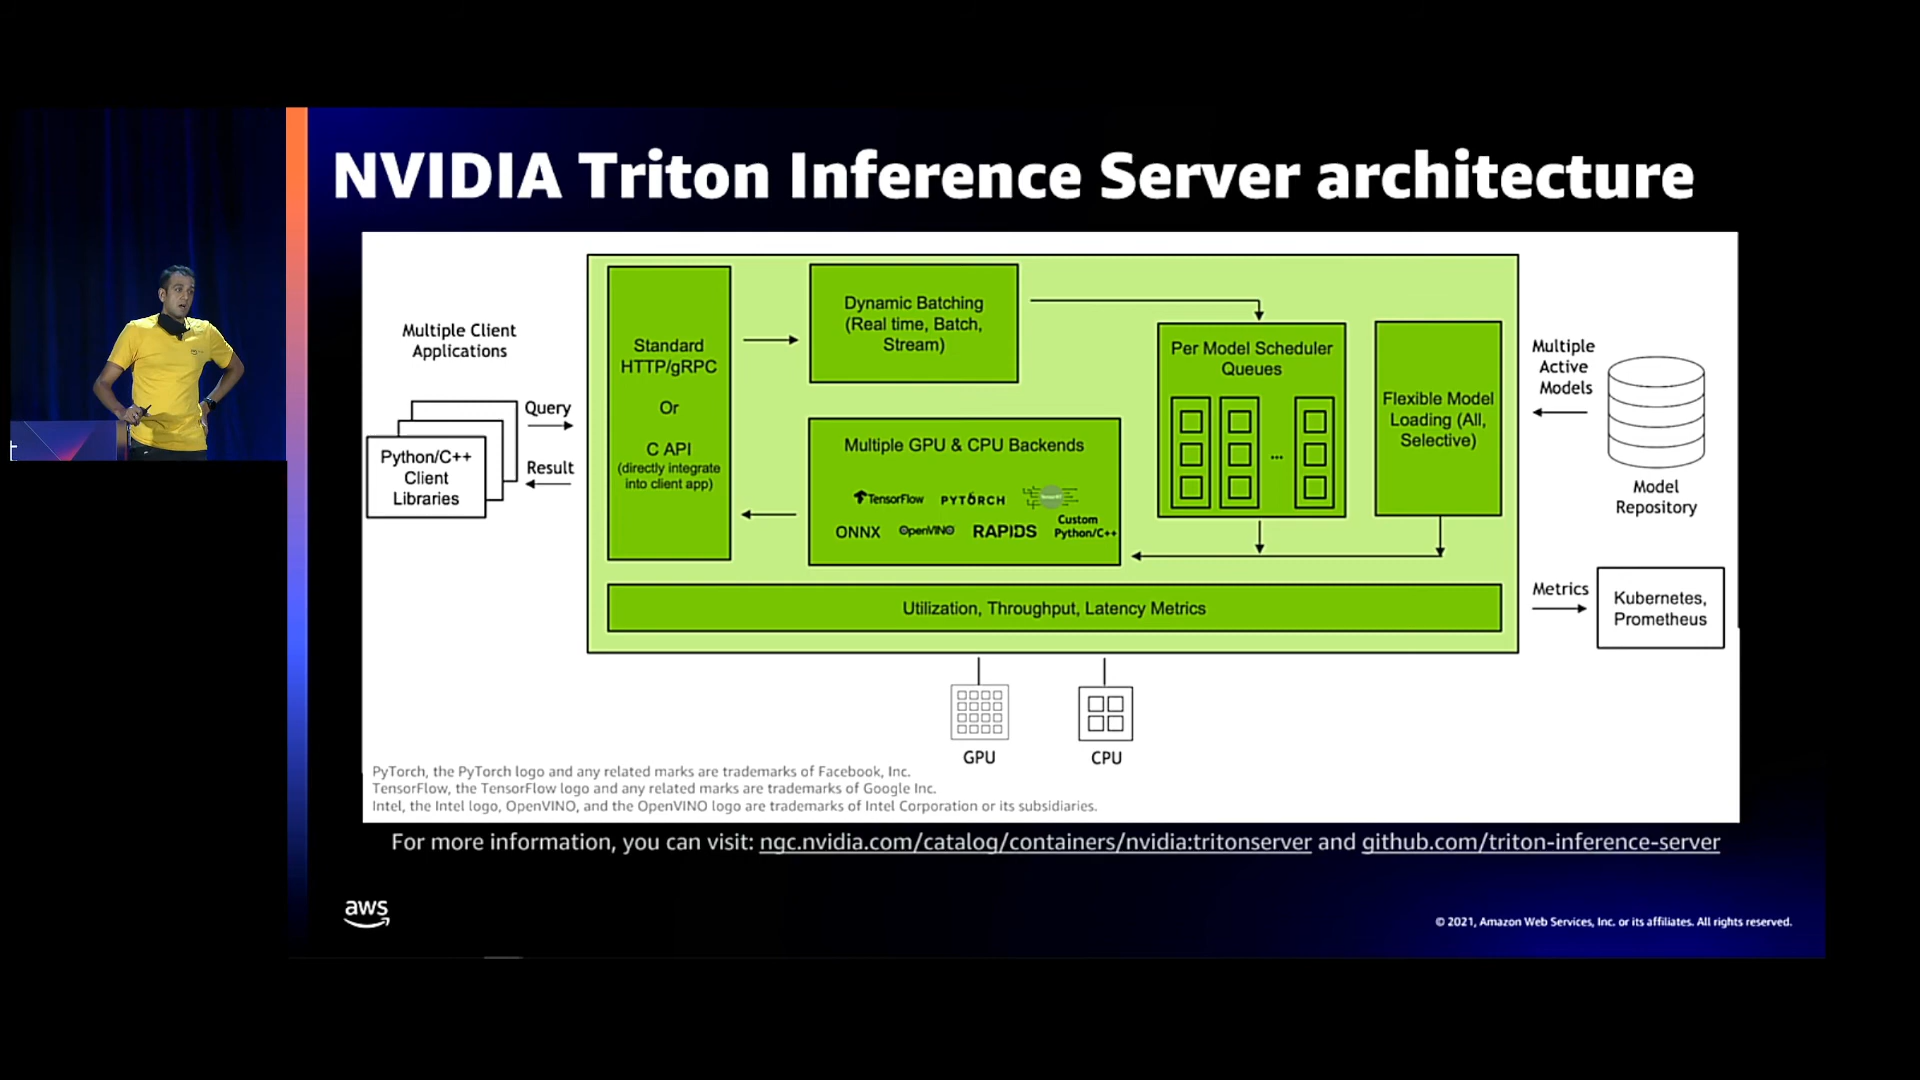 NVIDIA Triton Inference Server architecture
Multiple Client
Applications
Python/C++
Client
Libraries
Query
Result
Standard
HTTP/gRPC
Or
C API
(directly integrate
into client app)
Dynamic Batching
(Real time, Batch,
Stream)
Multiple GPU & CPU Backends
TensorFlow PYTORCH TensorRT
ONNX OpenVINO RAPIDS Custom
Python/C++
Per Model Scheduler
Queues
...
Flexible Model
Loading (All,
Selective)
Multiple
Active
Models
Model
Repository
Utilization, Throughput, Latency Metrics
Metrics
Kubernetes,
Prometheus
GPU
CPU
PyTorch, the PyTorch logo and any related marks are trademarks of Facebook, Inc.
TensorFlow, the TensorFlow logo and any related marks are trademarks of Google Inc.
Intel, the Intel logo, OpenVINO, and the OpenVINO logo are trademarks of Intel Corporation or its subsidiaries.
For more information, you can visit: ngc.nvidia.com/catalog/containers/nvidia:tritonserver and github.com/triton-inference-server
aws
© 2021, Amazon Web Services, Inc. or its affiliates. All rights reserved.